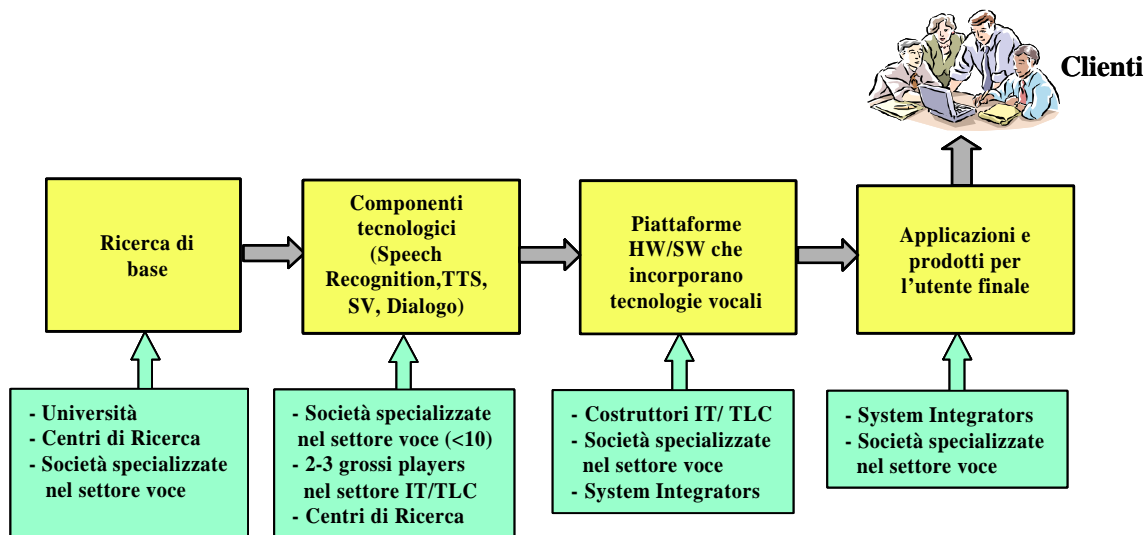 Clienti
Ricerca di
base
Componenti
tecnologici
(Speech
Recognition,TTS,
SV, Dialogo)
Piattaforme
HW/SW che
incorporano
tecnologie vocali
Applicazioni e
prodotti per
l'utente finale
- Università
- Centri di Ricerca
- Società specializzate
nel settore voce
- Società specializzate
nel settore voce (<10)
- 2-3 grossi players
nel settore IT/TLC
- Centri di Ricerca
- Costruttori IT/ TLC
- Società specializzate
nel settore voce
- System Integrators
- System Integrators
- Società specializzate
nel settore voce